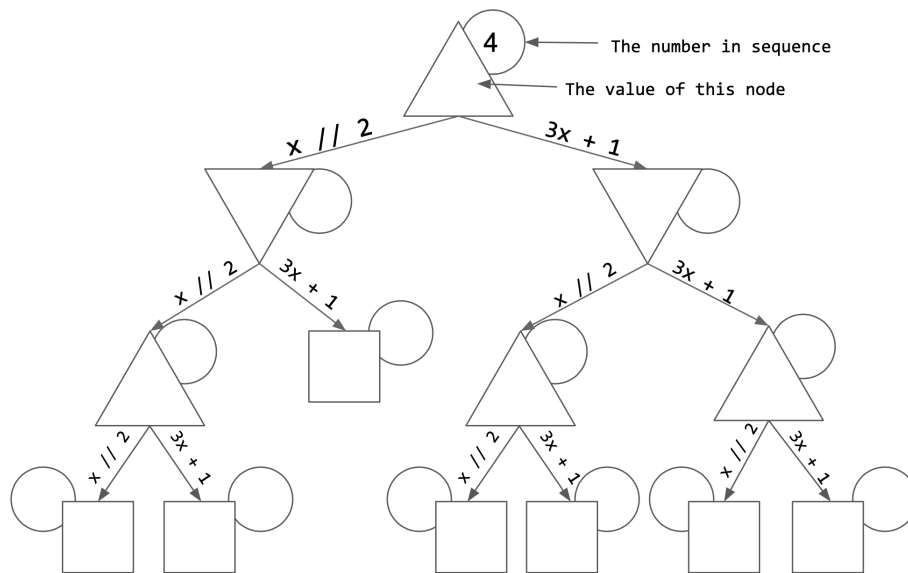 4
The number in sequence
The value of this node
x // 2
3x + 1
x // 2
3x + 1
x // 2
3x + 1
x // 2
3x + 1
x // 2
3x + 1
x // 2
3x + 1